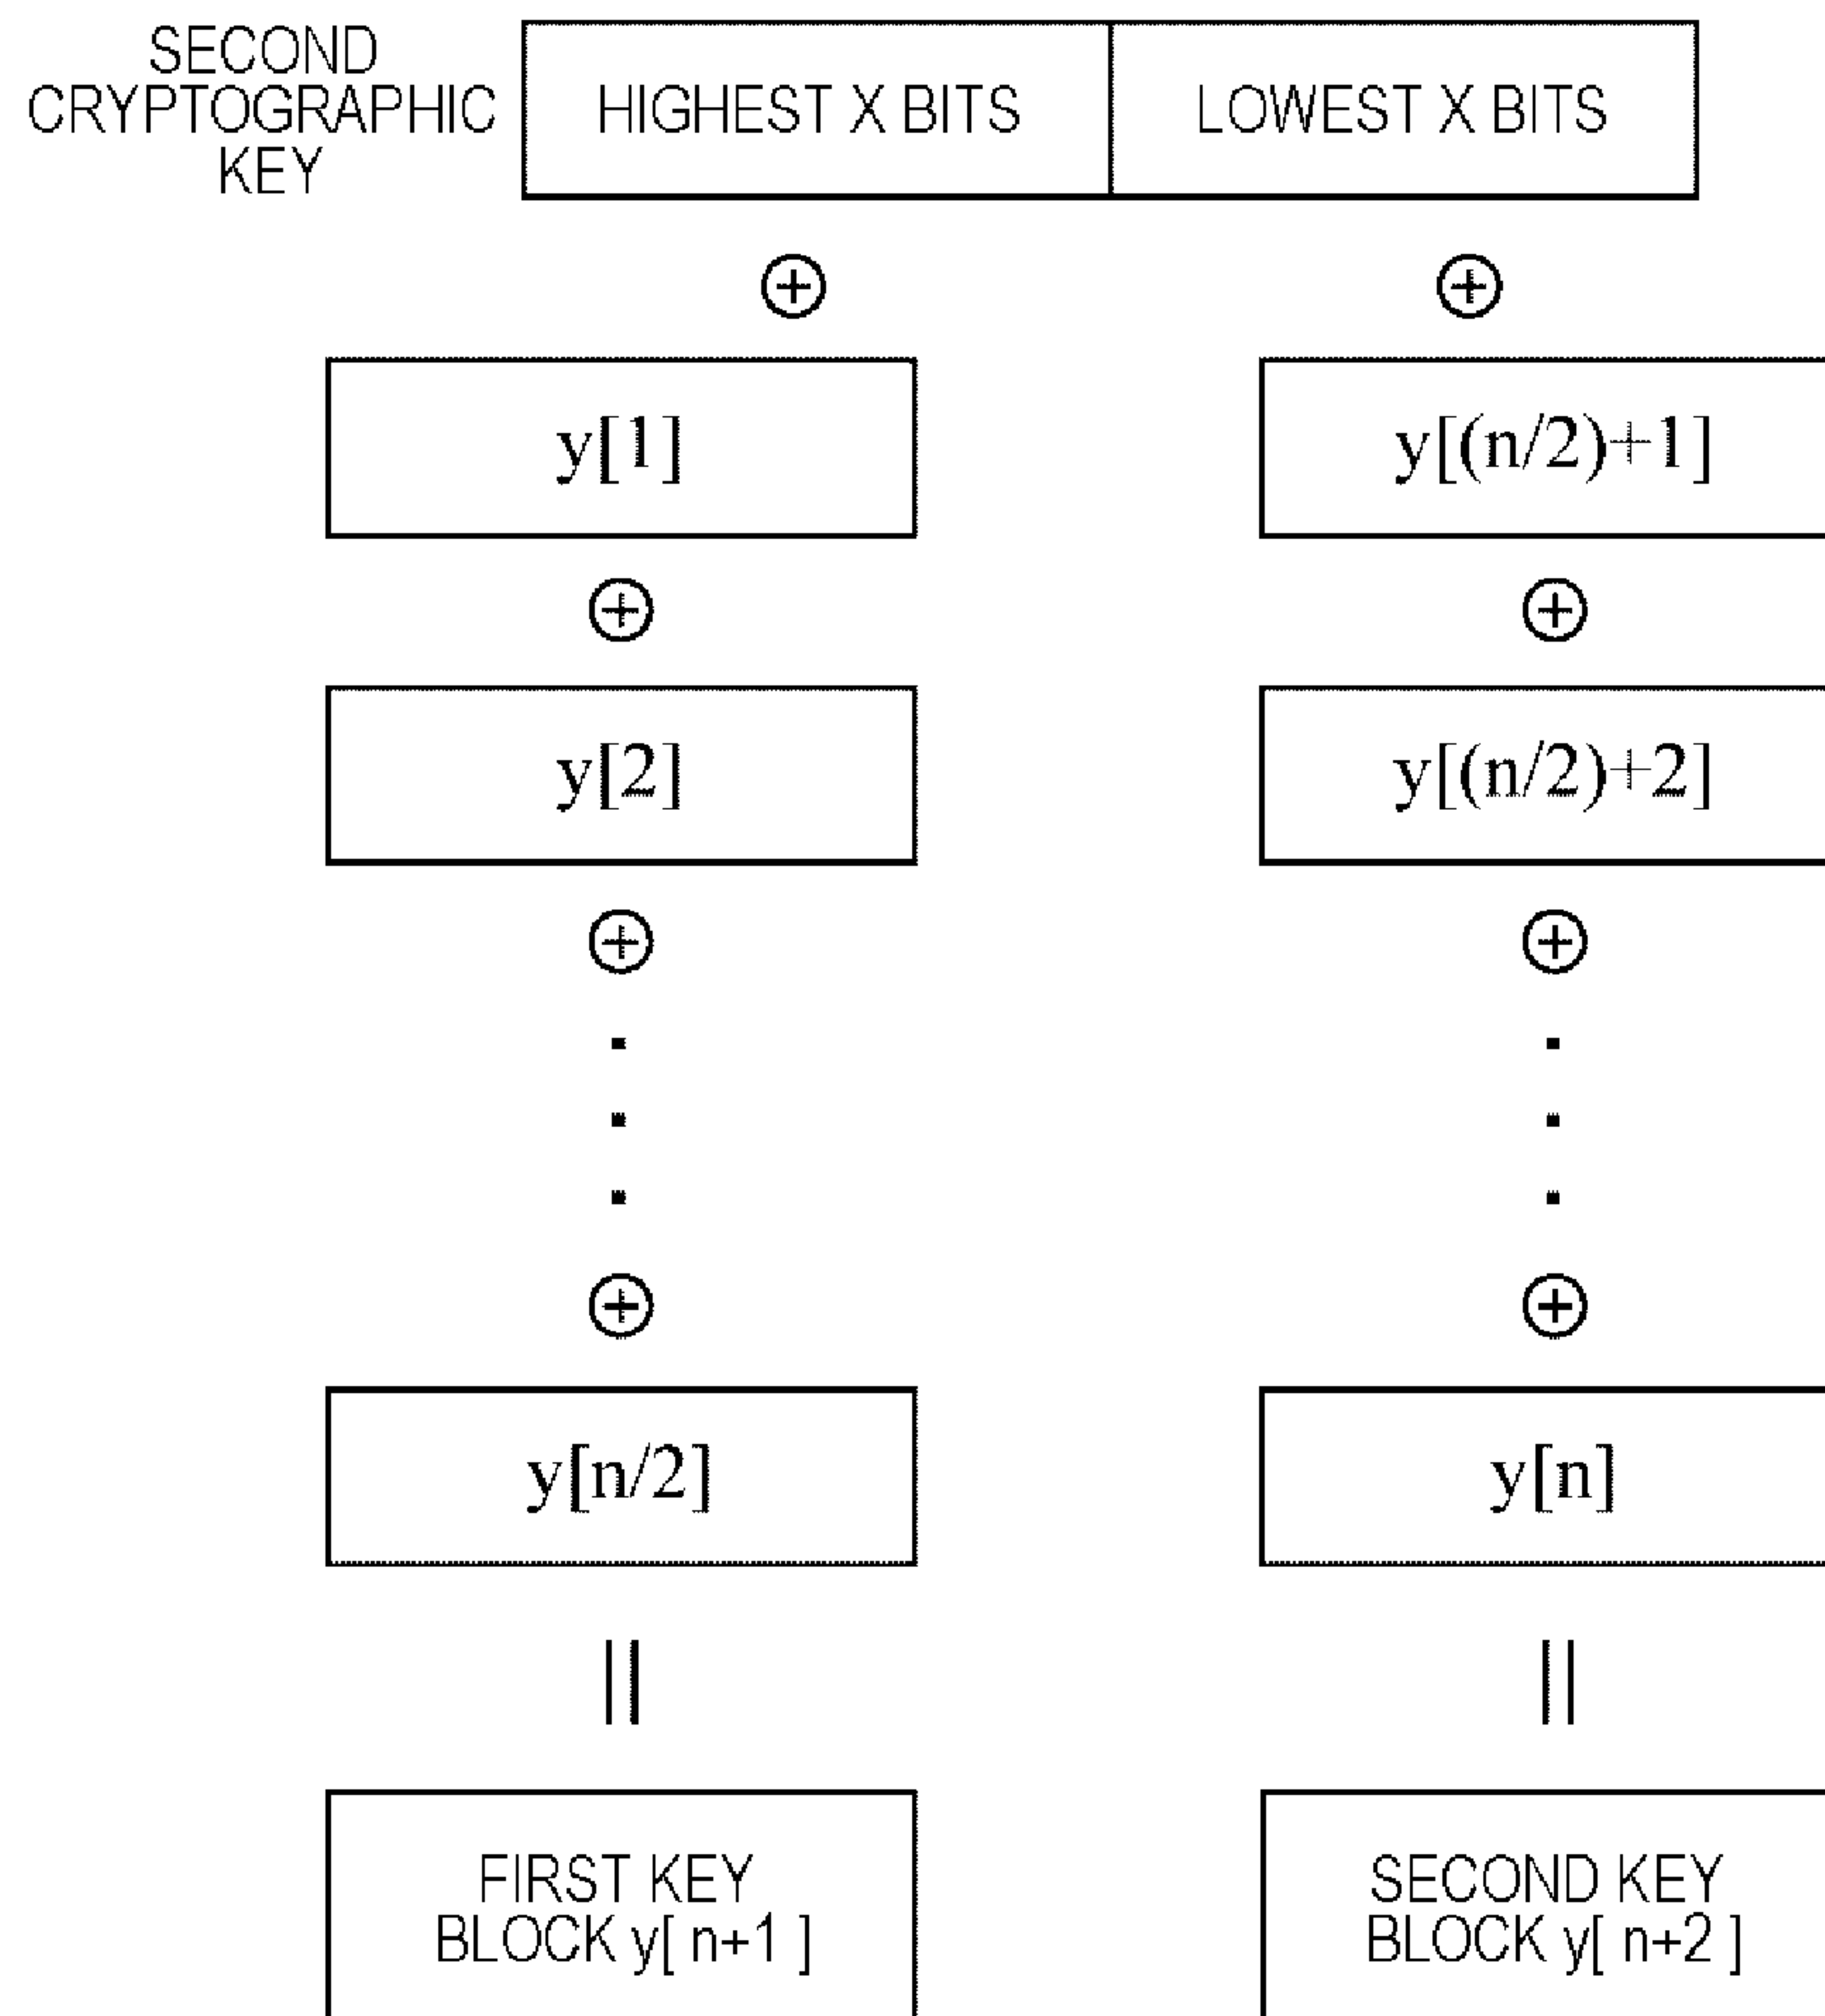 SECOND
CRYPTOGRAPHIC
KEY
HIGHEST X BITS
LOWEST X BITS
⊕
⊕
y[1]
y[(n/2)+1]
⊕
⊕
y[2]
y[(n/2)+2]
⊕
⊕
⊕
⊕
y[n/2]
y[n]
||
||
FIRST KEY
BLOCK y[ n+1 ]
SECOND KEY
BLOCK y[ n+2 ]